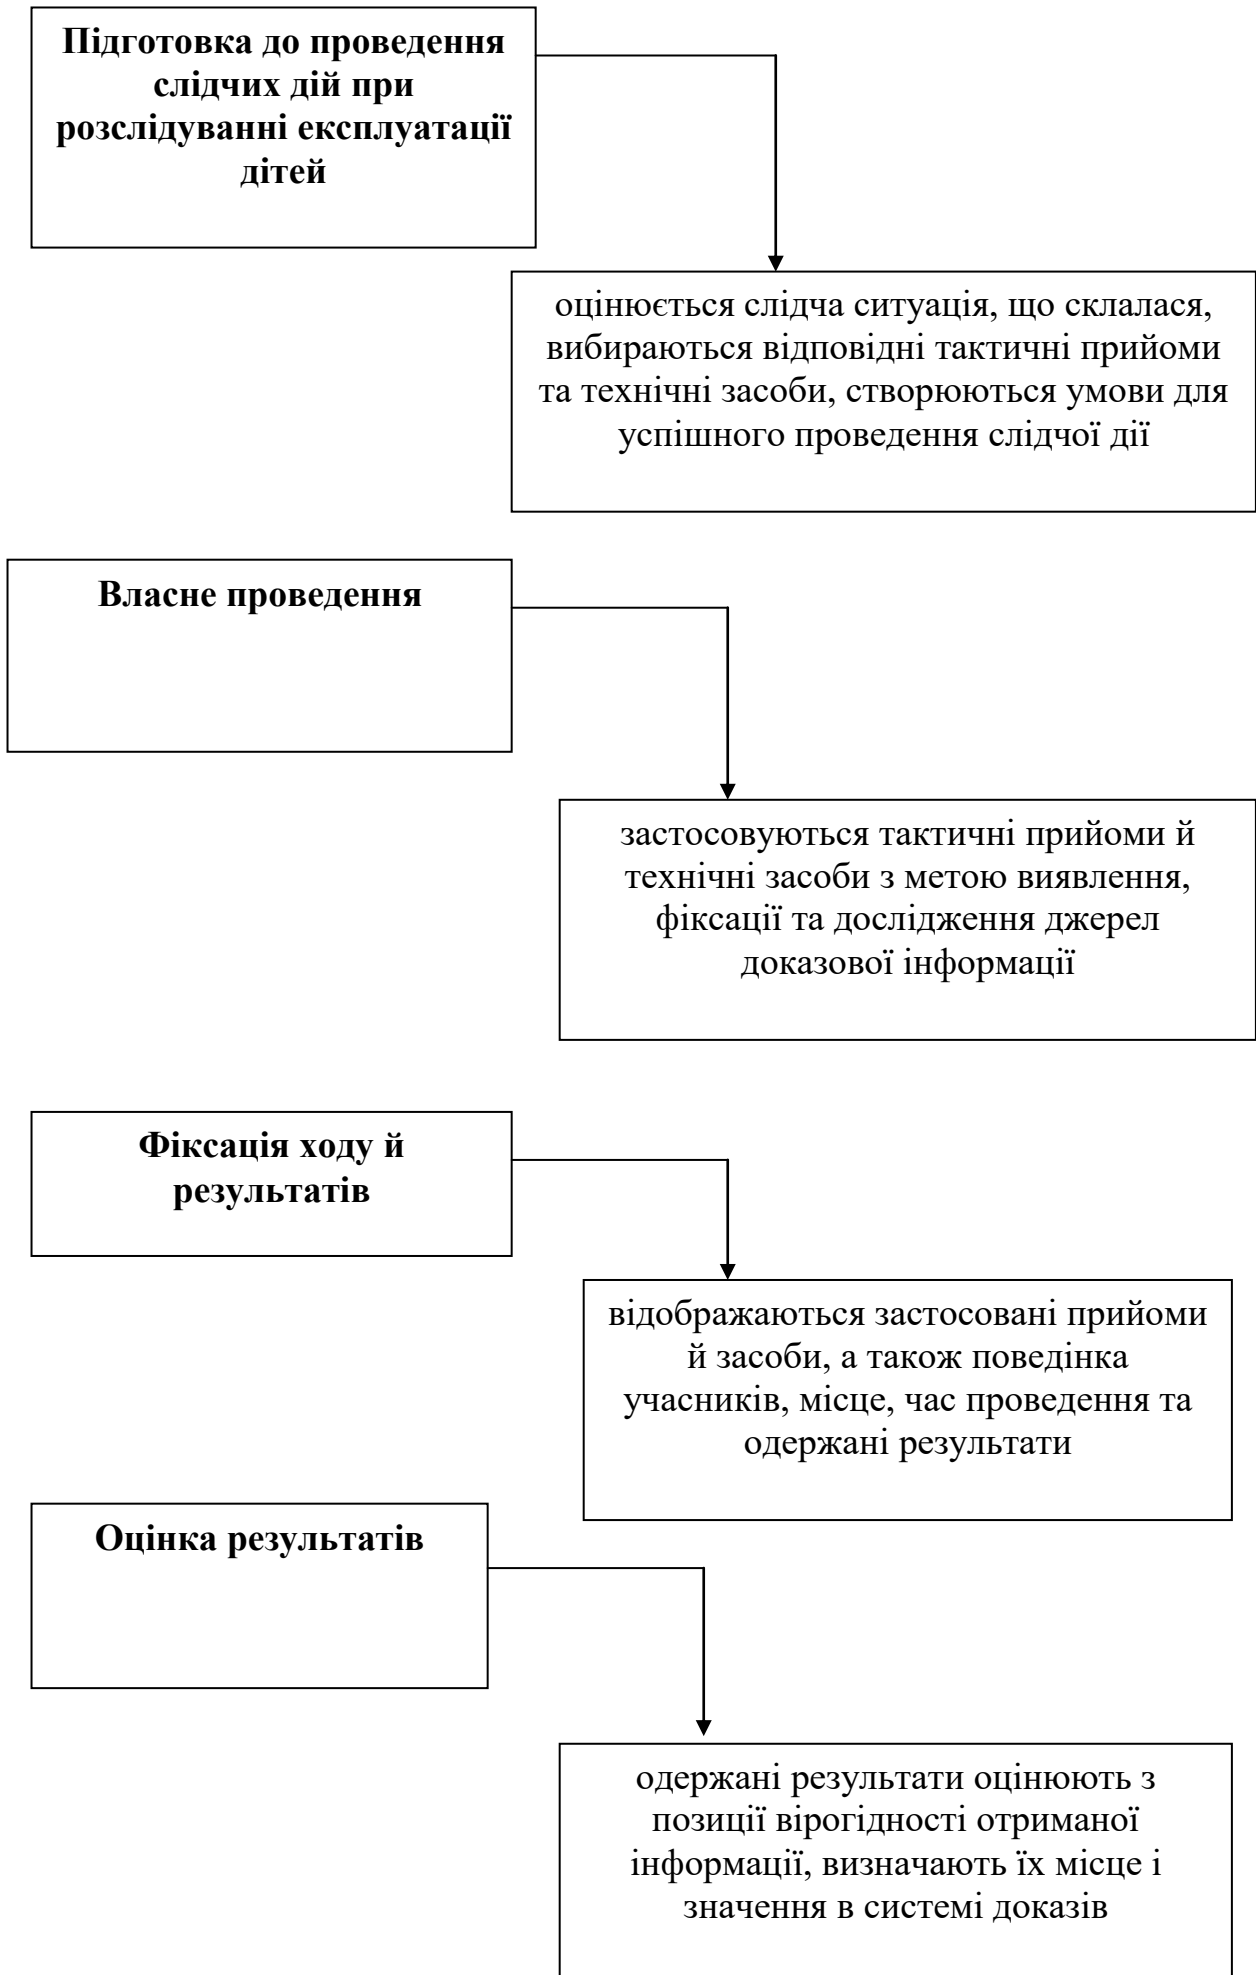 Підготовка до проведення
слідчих дій при
розслідуванні експлуатації
дітей
оцінюється слідча ситуація, що склалася,
вибираються відповідні тактичні прийоми
та технічні засоби, створюються умови для
успішного проведення слідчої дії
Власне проведення
застосовуються тактичні прийоми й
технічні засоби з метою виявлення,
фіксації та дослідження джерел
доказової інформації
Фіксація ходу й
результатів
відображаються застосовані прийоми
й засоби, а також поведінка
учасників, місце, час проведення та
одержані результати
Оцінка результатів
одержані результати оцінюють з
позиції вірогідності отриманої
інформації, визначають їх місце і
значення в системі доказів